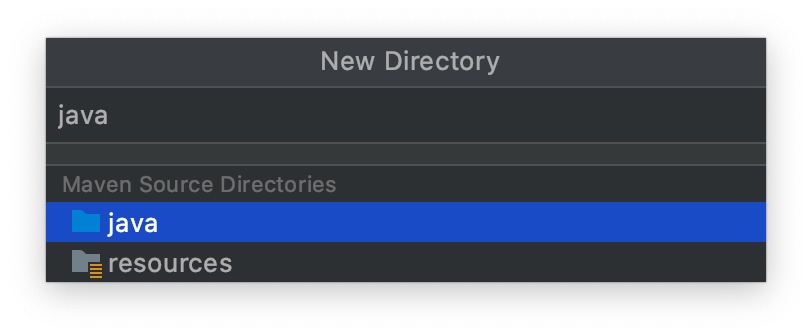 New Directory
java
Maven Source Directories
java
resources